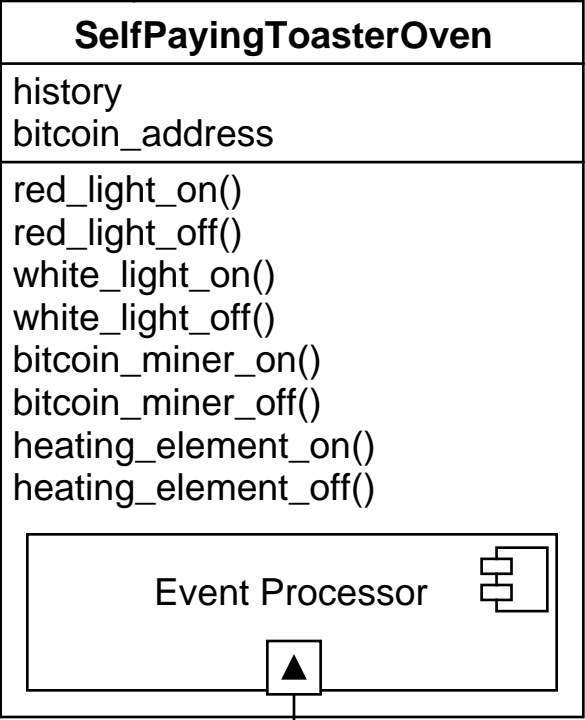 SelfPayingToasterOven
history
bitcoin_address
red_light_on()
red_light_off()
white_light_on()
white_light_off()
bitcoin_miner_on()
bitcoin_miner_off()
heating_element_on()
heating_element_off()
Event Processor